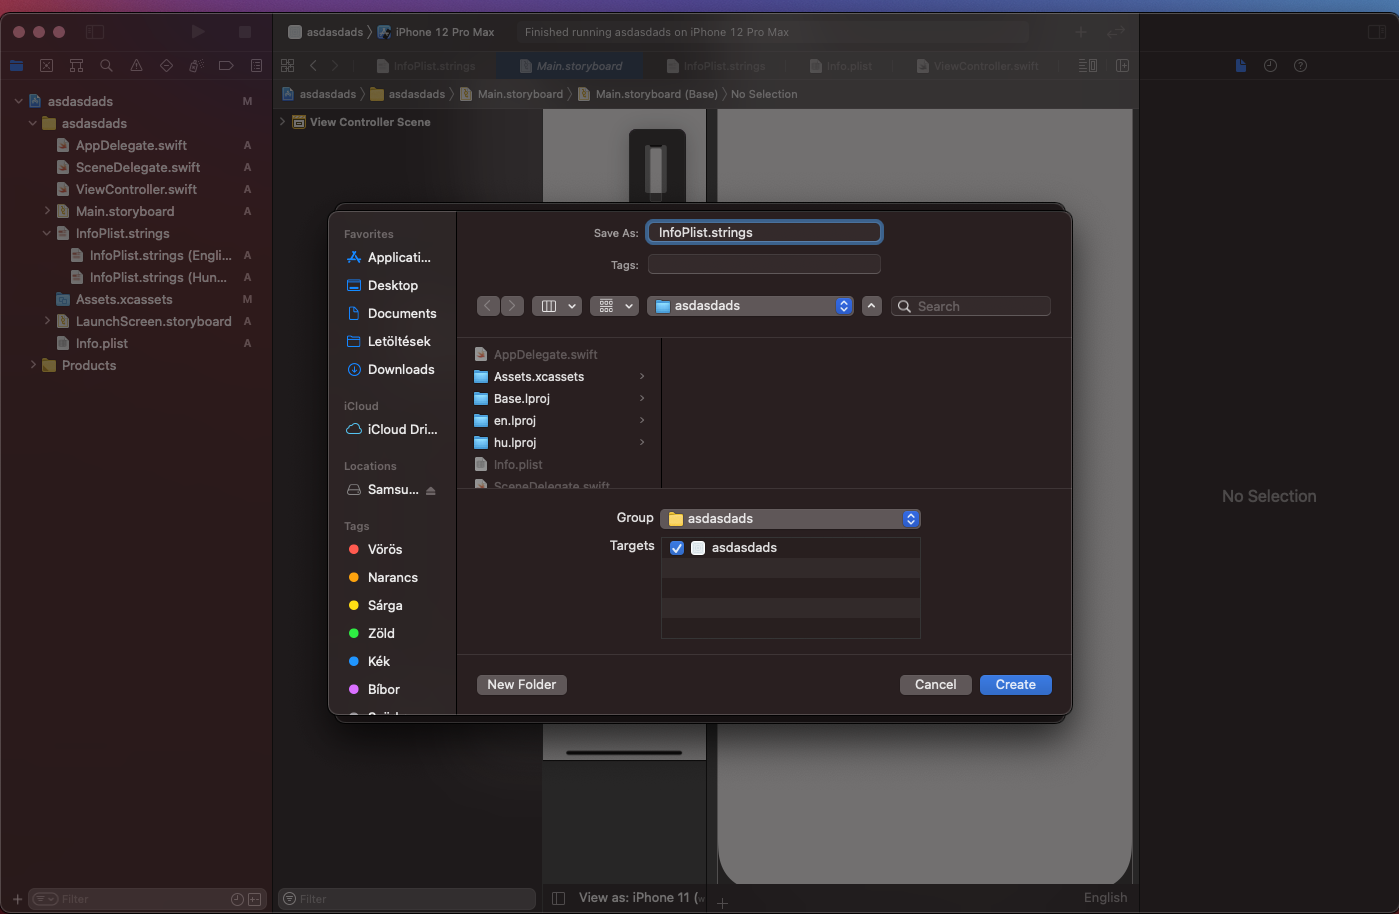 asdasdads 〉 iPhone 12 Pro Max
Finished running asdasdads on iPhone 12 Pro Max
InfoPlist.strings
Main.storyboard
InfoPlist.strings
Info.plist
ViewController.swift
asdasdads 〉 asdasdads 〉 Main.storyboard 〉 Main.storyboard (Base) 〉 No Selection
asdasdads M
asdasdads
AppDelegate.swift A
SceneDelegate.swift A
ViewController.swift A
Main.storyboard A
InfoPlist.strings
InfoPlist.strings (Engli... A
InfoPlist.strings (Hun... A
Assets.xcassets M
LaunchScreen.storyboard A
Info.plist A
Products
Filter
View Controller Scene
Filter
Favorites
Applicati...
Desktop
Documents
Letöltések
Downloads
iCloud
iCloud Dri...
Locations
Samsu...
Tags
Vörös
Narancs
Sárga
Zöld
Kék
Bíbor
Save As: InfoPlist.strings
Tags:
asdasdads
Search
AppDelegate.swift
Assets.xcassets
Base.lproj
en.lproj
hu.lproj
Info.plist
SceneDelegate.swift
Group asdasdads
Targets asdasdads
New Folder
Cancel
Create
View as: iPhone 11 (w
English
No Selection